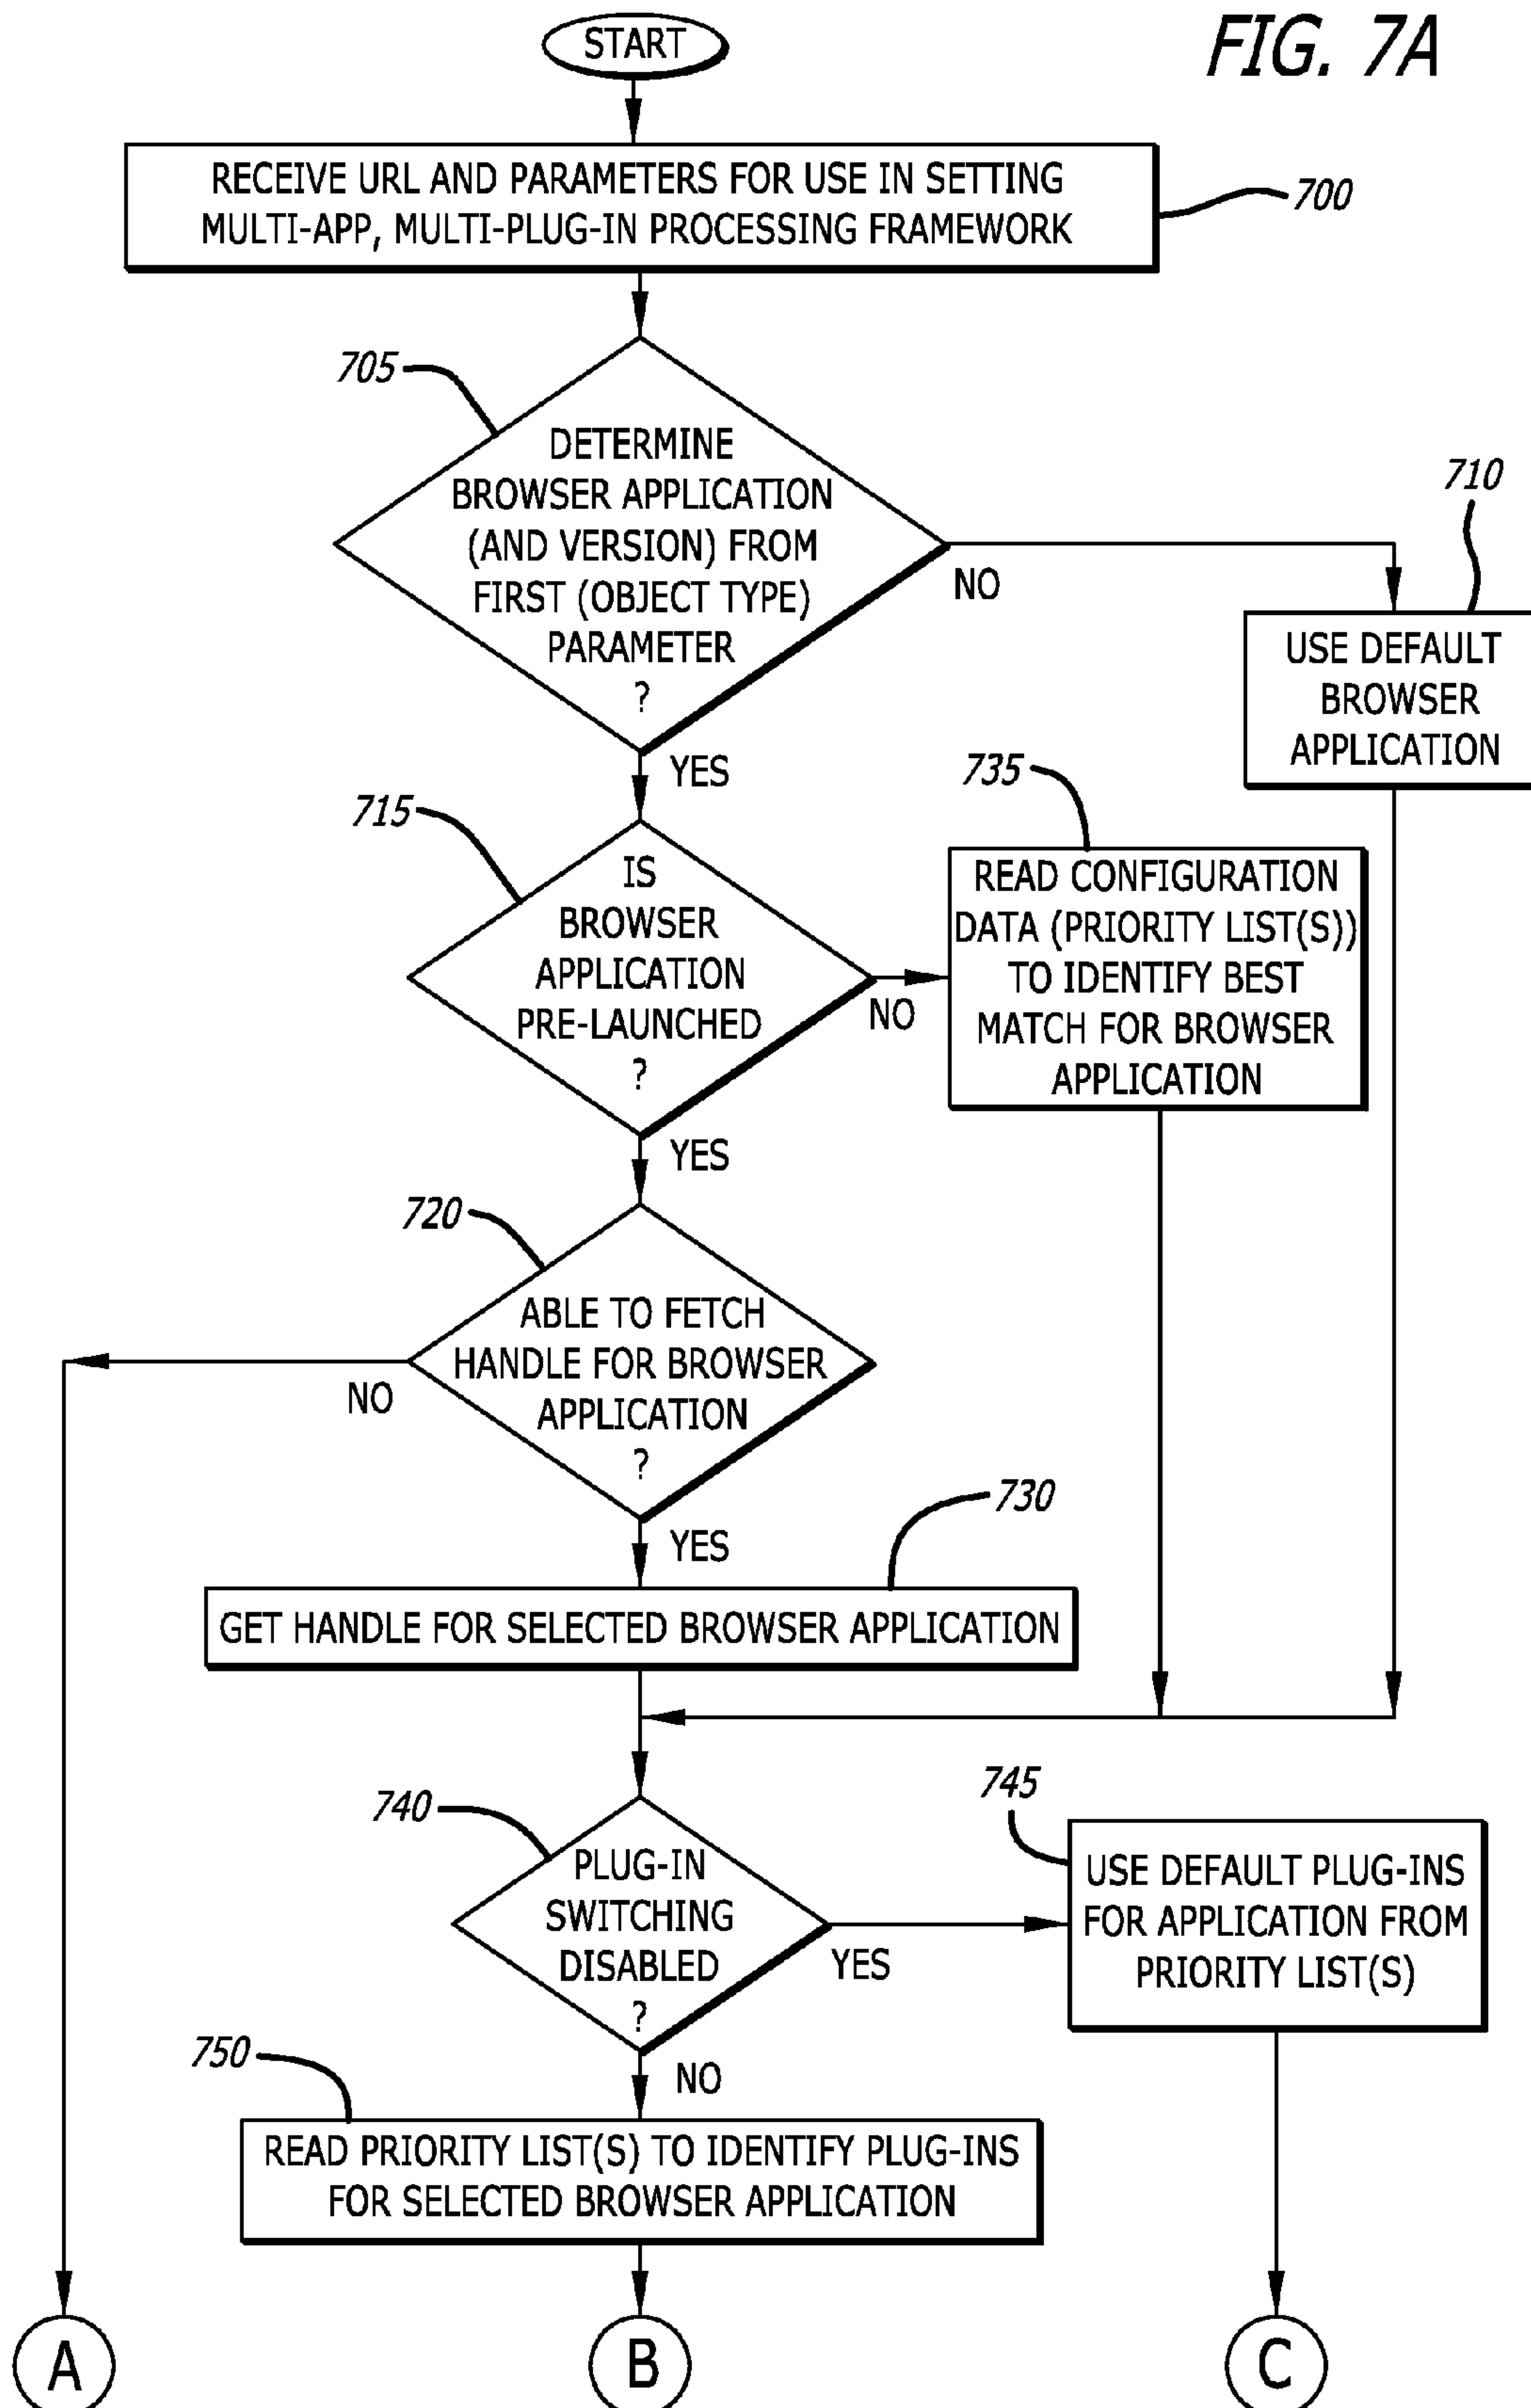 FIG. 7A
START
RECEIVE URL AND PARAMETERS FOR USE IN SETTING
MULTI-APP, MULTI-PLUG-IN PROCESSING FRAMEWORK
700
705
DETERMINE
BROWSER APPLICATION
(AND VERSION) FROM
FIRST (OBJECT TYPE)
PARAMETER
?
NO
YES
710
USE DEFAULT
BROWSER
APPLICATION
715
IS
BROWSER
APPLICATION
PRE-LAUNCHED
?
NO
YES
735
READ CONFIGURATION
DATA (PRIORITY LIST(S))
TO IDENTIFY BEST
MATCH FOR BROWSER
APPLICATION
720
ABLE TO FETCH
HANDLE FOR BROWSER
APPLICATION
?
NO
YES
730
GET HANDLE FOR SELECTED BROWSER APPLICATION
740
PLUG-IN
SWITCHING
DISABLED
?
YES
NO
745
USE DEFAULT PLUG-INS
FOR APPLICATION FROM
PRIORITY LIST(S)
750
READ PRIORITY LIST(S) TO IDENTIFY PLUG-INS
FOR SELECTED BROWSER APPLICATION
A
B
C